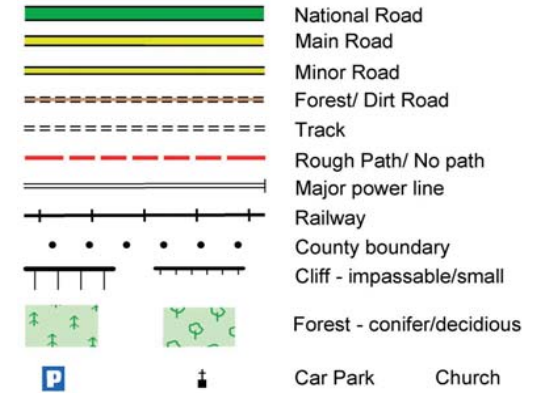 National Road
Main Road
Minor Road
Forest/ Dirt Road
Track
Rough Path/ No path
Major power line
Railway
County boundary
Cliff - impassable/small
Forest - conifer/decidious
P Car Park Church